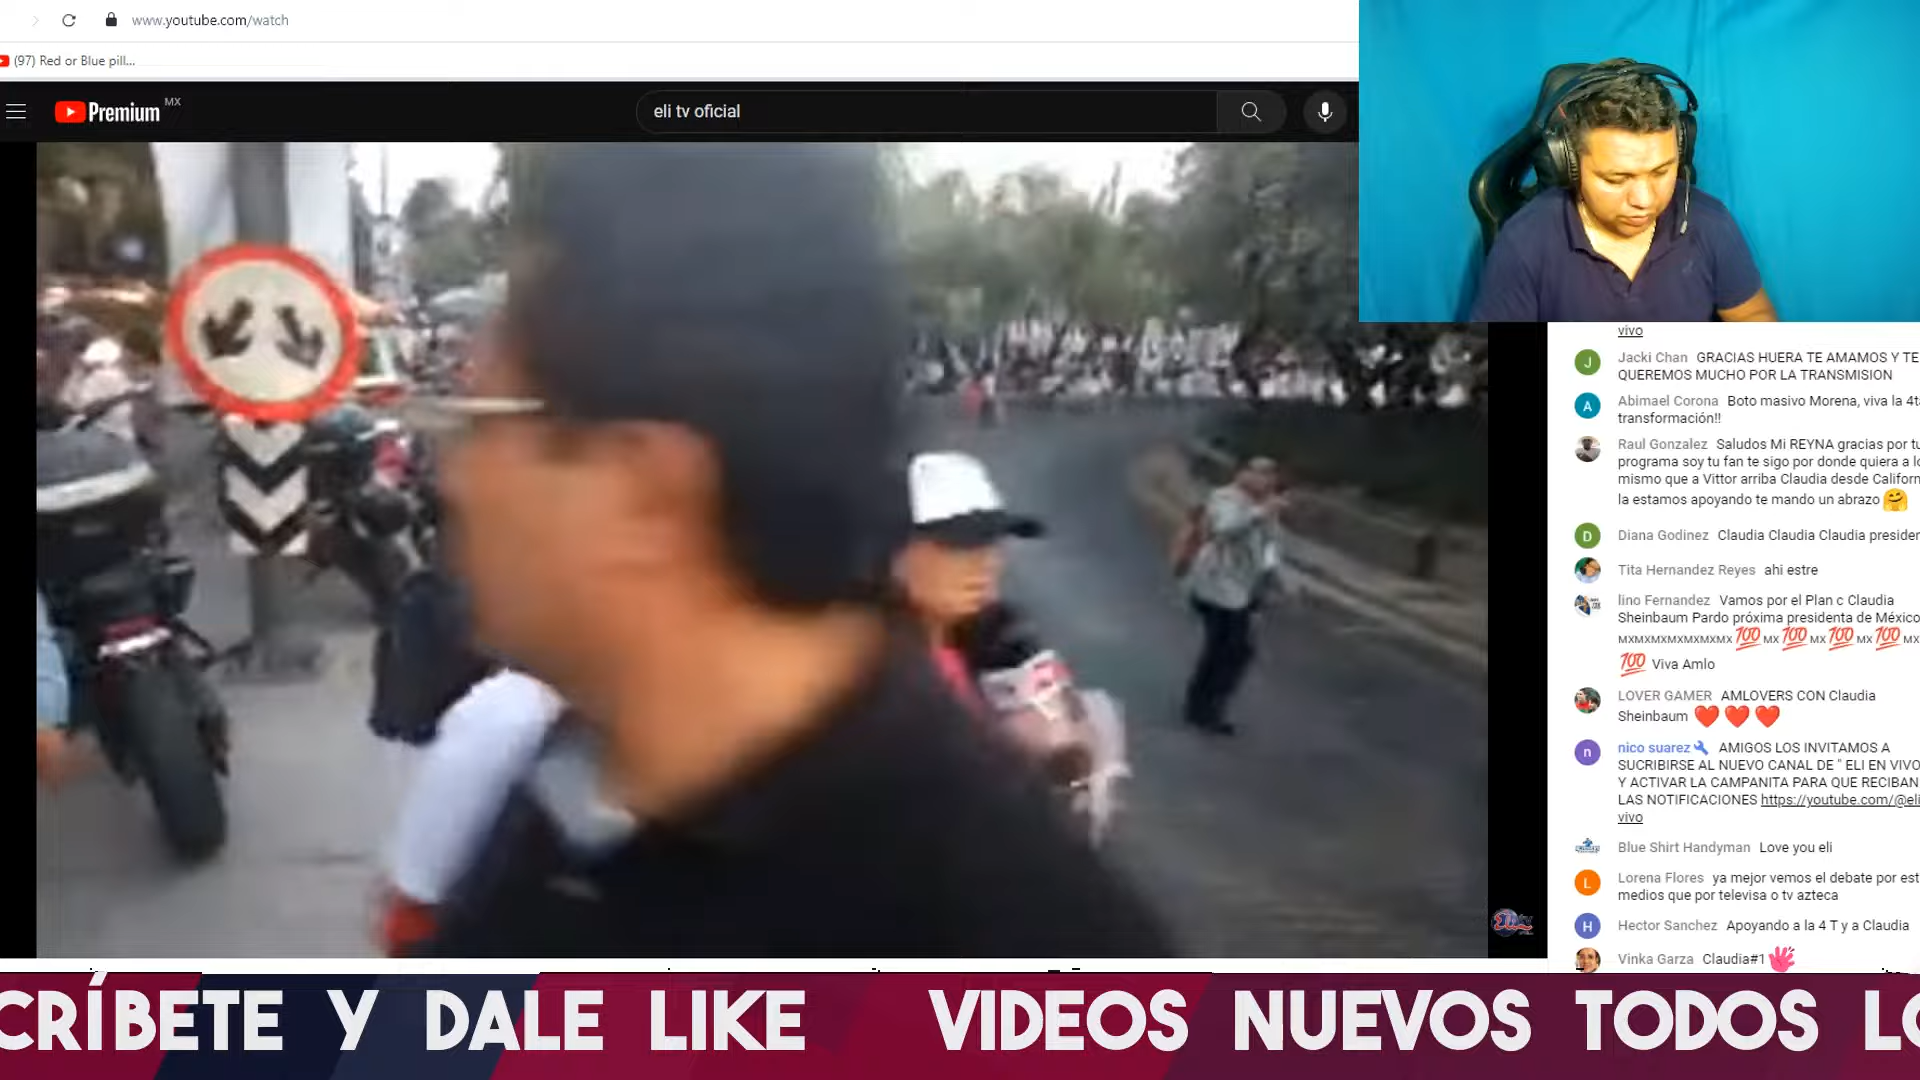 www.youtube.com/watch
(97) Red or Blue pill...
Premium MX
eli tv oficial
vivo
J Jacki Chan GRACIAS HUERA TE AMAMOS Y TE
QUEREMOS MUCHO POR LA TRANSMISION
A Abimael Corona Boto masivo Morena, viva la 4t
transformación!!
Raul Gonzalez Saludos Mi REYNA gracias por tu
programa soy tu fan te sigo por donde quiera a lo
mismo que a Vittor arriba Claudia desde Californ
la estamos apoyando te mando un abrazo 🤗
D Diana Godinez Claudia Claudia Claudia presiden
Tita Hernandez Reyes ahi estre
lino Fernandez Vamos por el Plan c Claudia
Sheinbaum Pardo próxima presidenta de México
MXMXMXMXMXMXMX 💯 MX 💯 MX 💯 MX 💯 MX
💯 Viva Amlo
LOVER GAMER AMLOVERS CON Claudia
Sheinbaum ❤️ ❤️ ❤️
n nico suarez AMIGOS LOS INVITAMOS A
SUCRIBIRSE AL NUEVO CANAL DE " ELI EN VIVO
Y ACTIVAR LA CAMPANITA PARA QUE RECIBAN
LAS NOTIFICACIONES https://youtube.com/@eli
vivo
Blue Shirt Handyman Love you eli
L Lorena Flores ya mejor vemos el debate por est
medios que por televisa o tv azteca
H Hector Sanchez Apoyando a la 4 T y a Claudia
Vinka Garza Claudia#1
CRÍBETE Y DALE LIKE VIDEOS NUEVOS TODOS LO